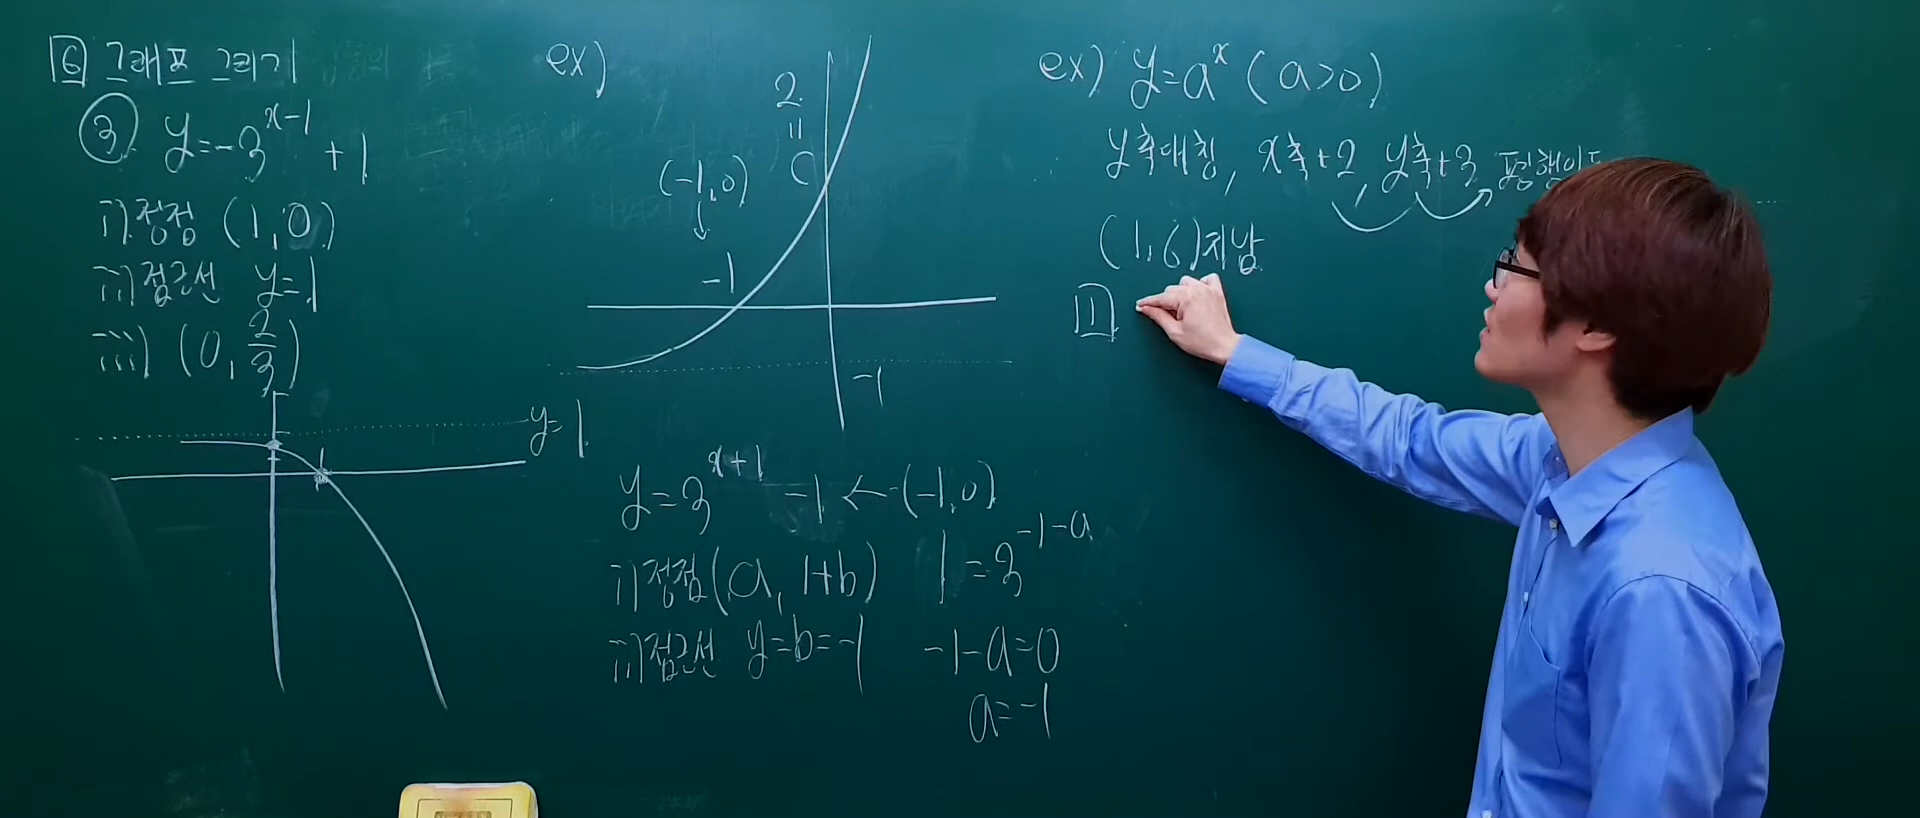 6 그래프 그리기
③ y=-3^{x-1}+1
i) 정점 (1, 0)
ii) 점근선 y=1
iii) (0, 2/3)
y=1
ex)
2
=
C
(-1, 0)
↓
-1
-1
y=3^{x+1} -1 ← (-1, 0)
i) 정점 (a, 1+b)
ii) 점근선 y=b=-1
1=3^{-1-a}
-1-a=0
a=-1
ex) y=a^x (a>0)
y축대칭, x축+2, y축+3 평행이
(1, 6) 지남
1